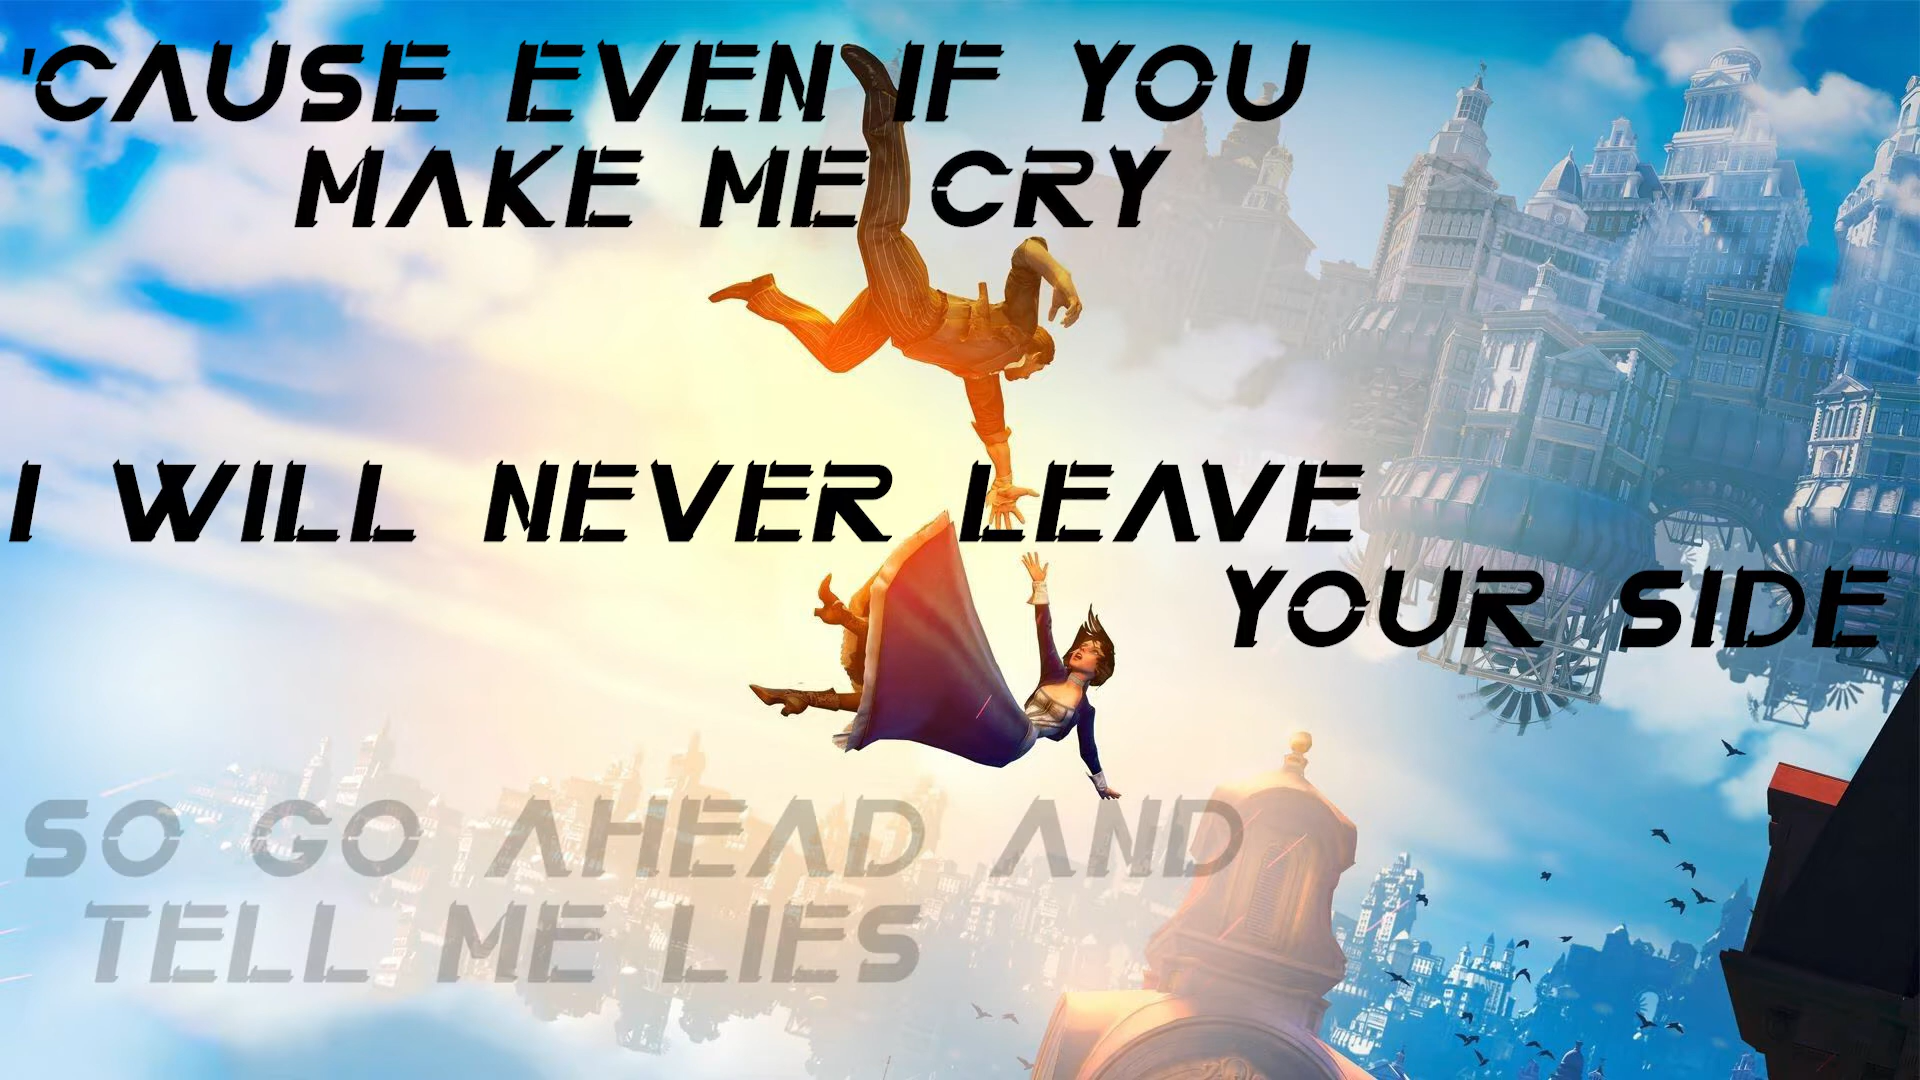 'CAUSE EVEN IF YOU
MAKE ME CRY
I WILL NEVER LEAVE
YOUR SIDE
SO GO AHEAD AND
TELL ME LIES